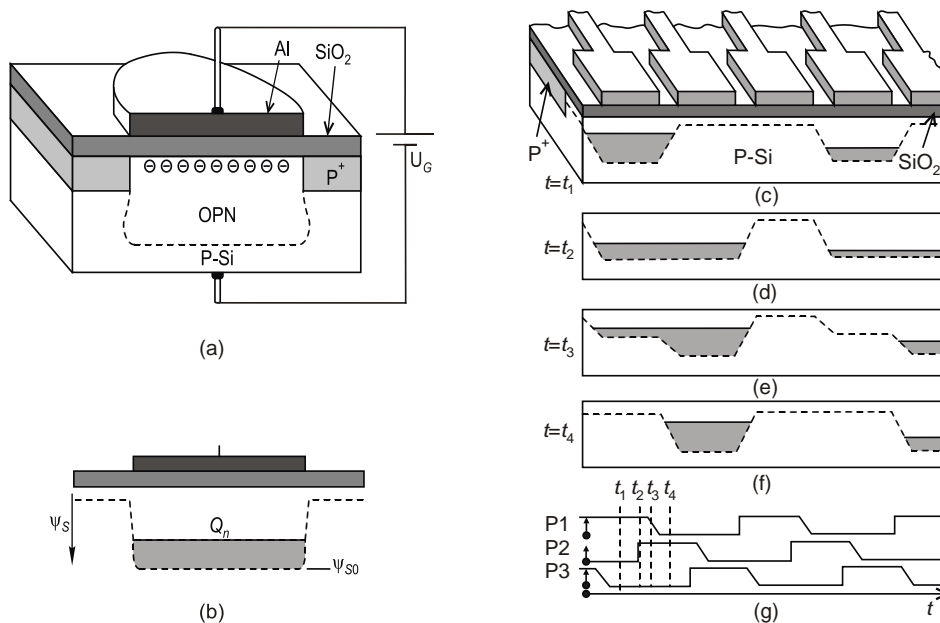 Al
SiO2
UG
P+
OPN
P-Si
(a)
ψS
Qn
ψS0
(b)
P+
P-Si
SiO2
t=t1
(c)
t=t2
(d)
t=t3
(e)
t=t4
(f)
t1 t2 t3 t4
P1
P2
P3
t
(g)